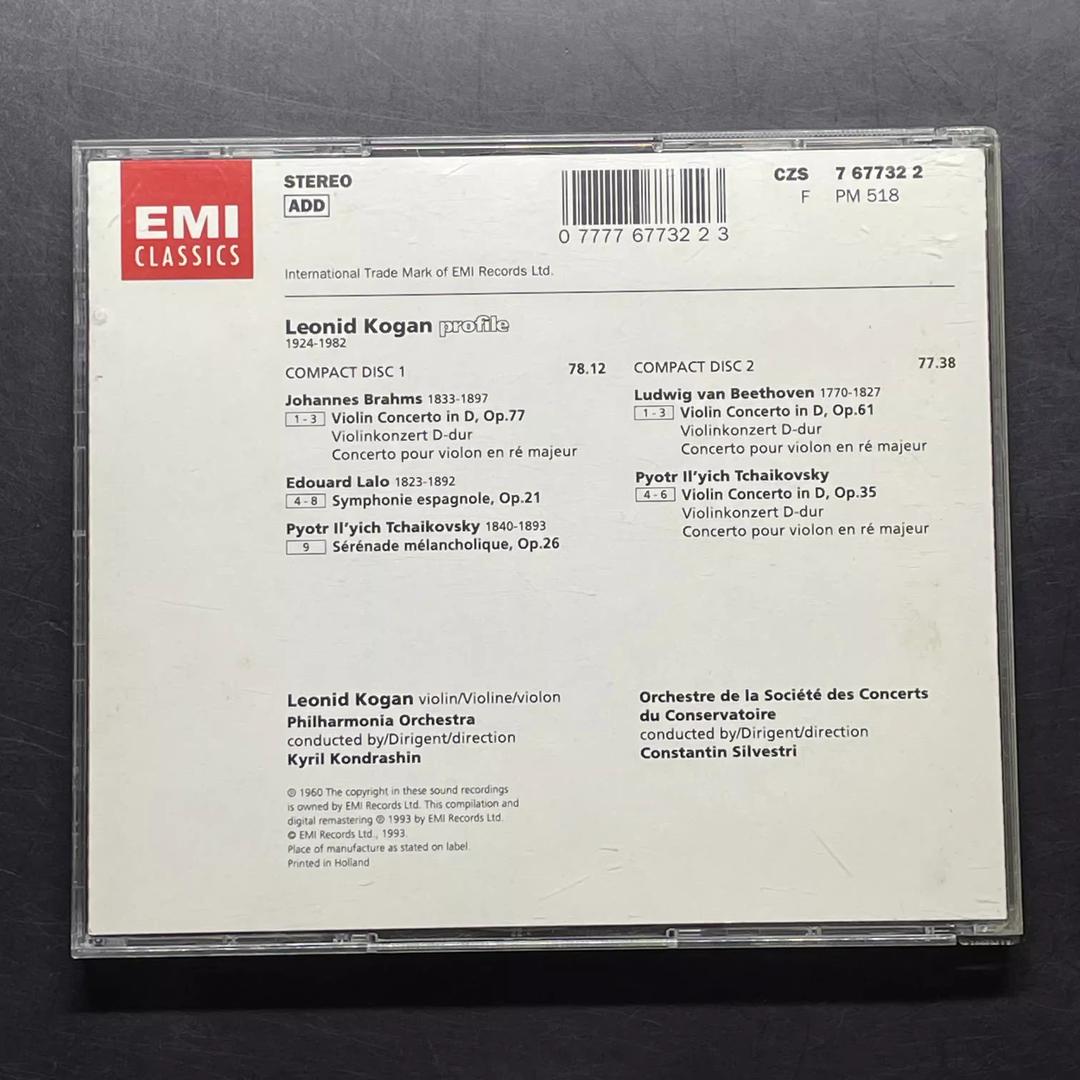 EMI
CLASSICS
STEREO
ADD
0 7777 67732 2 3
CZS 7 67732 2
F PM 518
International Trade Mark of EMI Records Ltd.
Leonid Kogan profile
1924-1982
COMPACT DISC 1 78.12
Johannes Brahms 1833-1897
1-3 Violin Concerto in D, Op.77
Violinkonzert D-dur
Concerto pour violon en ré majeur
Edouard Lalo 1823-1892
4-8 Symphonie espagnole, Op.21
Pyotr Il'yich Tchaikovsky 1840-1893
9 Sérénade mélancholique, Op.26
COMPACT DISC 2 77.38
Ludwig van Beethoven 1770-1827
1-3 Violin Concerto in D, Op.61
Violinkonzert D-dur
Concerto pour violon en ré majeur
Pyotr Il'yich Tchaikovsky
4-6 Violin Concerto in D, Op.35
Violinkonzert D-dur
Concerto pour violon en ré majeur
Leonid Kogan violin/Violine/violon
Philharmonia Orchestra
conducted by/Dirigent/direction
Kyril Kondrashin
Orchestre de la Société des Concerts
du Conservatoire
conducted by/Dirigent/direction
Constantin Silvestri
℗ 1960 The copyright in these sound recordings
is owned by EMI Records Ltd. This compilation and
digital remastering ℗ 1993 by EMI Records Ltd.
© EMI Records Ltd., 1993.
Place of manufacture as stated on label.
Printed in Holland